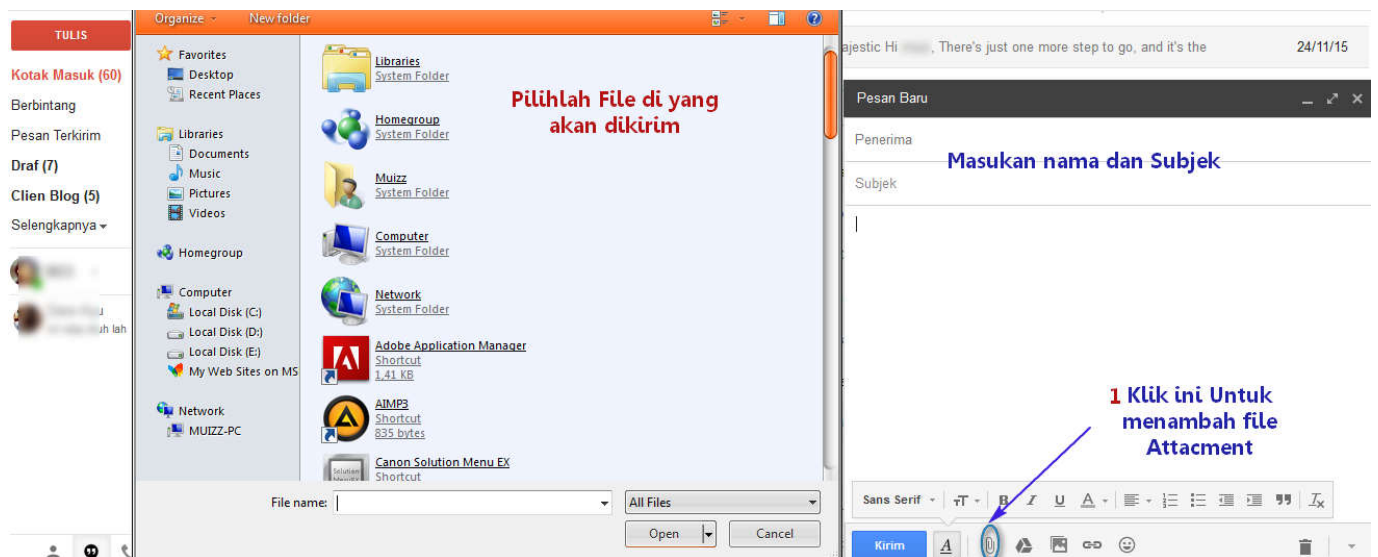 TULIS
Kotak Masuk (60)
Berbintang
Pesan Terkirim
Draf (7)
Clien Blog (5)
Selengkapnya
uh lah
Organize
New folder
Favorites
Desktop
Recent Places
Libraries
Documents
Music
Pictures
Videos
Homegroup
Computer
Local Disk (C:)
Local Disk (D:)
Local Disk (E:)
My Web Sites on MS
Network
MUIZZ-PC
Libraries
System Folder
Homegroup
System Folder
Muizz
System Folder
Computer
System Folder
Network
System Folder
Adobe Application Manager
Shortcut
1,41 KB
AIMP3
Shortcut
835 bytes
Canon Solution Menu EX
Shortcut
Pilihlah File di yang
akan dikirim
File name:
All Files
Open
Cancel
ajestic Hi , There's just one more step to go, and it's the 24/11/15
Pesan Baru
Penerima
Masukan nama dan Subjek
Subjek
1 Klik ini Untuk
menambah file
Attacment
Sans Serif
Kirim